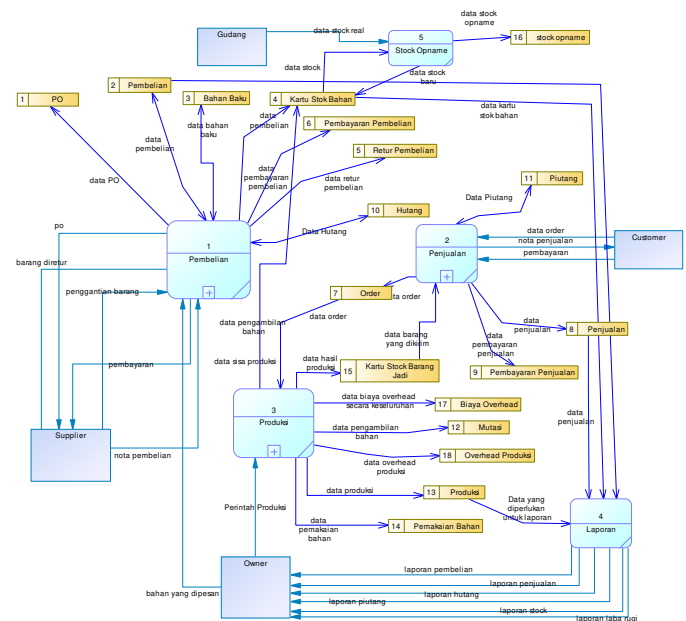 data stock
opname
Gudang
data stock real
5
Stock Opname
16 stock opname
data stock
data stock
baru
2 Pembelian
1 PO
3 Bahan Baku
4 Kartu Stok Bahan
data kartu
stok bahan
data
pembelian
data bahan
baku
data
pembelian
6 Pembayaran Pembelian
data
pembayaran
pembelian
5 Retur Pembelian
data retur
pembelian
data PO
11 Piutang
Data Piutang
10 Hutang
Data Hutang
po
1
Pembelian
barang diretur
penggantian barang
2
Penjualan
data order
nota penjualan
pembayaran
Customer
7 Order
data order
data order
data pengambilan
bahan
data barang
yang dikirim
data
penjualan
8 Penjualan
data
pembayaran
penjualan
9 Pembayaran Penjualan
pembayaran
data sisa produksi
data hasil
produksi
15 Kartu Stock Barang
Jadi
3
Produksi
data biaya overhead
secara keseluruhan
17 Biaya Overhead
data
penjualan
data pengambilan
bahan
12 Mutasi
Supplier
nota pembelian
data overhead
produksi
18 Overhead Produksi
data produksi
13 Produksi
Data yang
diperlukan
untuk laporan
Perintah Produksi
data
pemakaian
bahan
14 Pemakaian Bahan
4
Laporan
Owner
bahan yang dipesan
laporan pembelian
laporan penjualan
laporan hutang
laporan piutang
laporan stock
laporan laba rugi